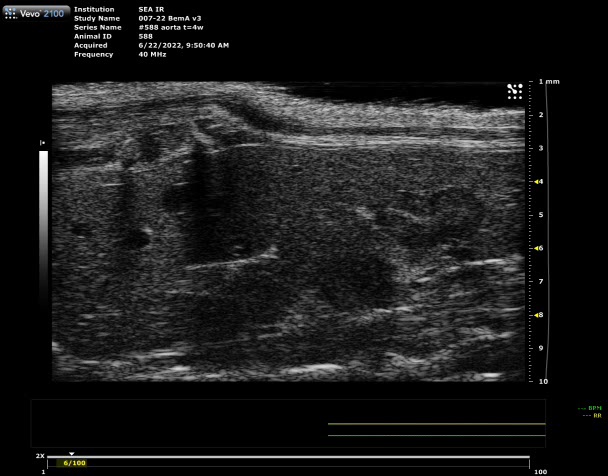 Vevo 2100
Institution SEA IR
Study Name 007-22 BemA v3
Series Name #588 aorta t=4w
Animal ID 588
Acquired 6/22/2022, 9:50:40 AM
Frequency 40 MHz
1 mm
2
3
4
5
6
7
8
9
10
--- BPM
--- RR
2X
6/100
1 100